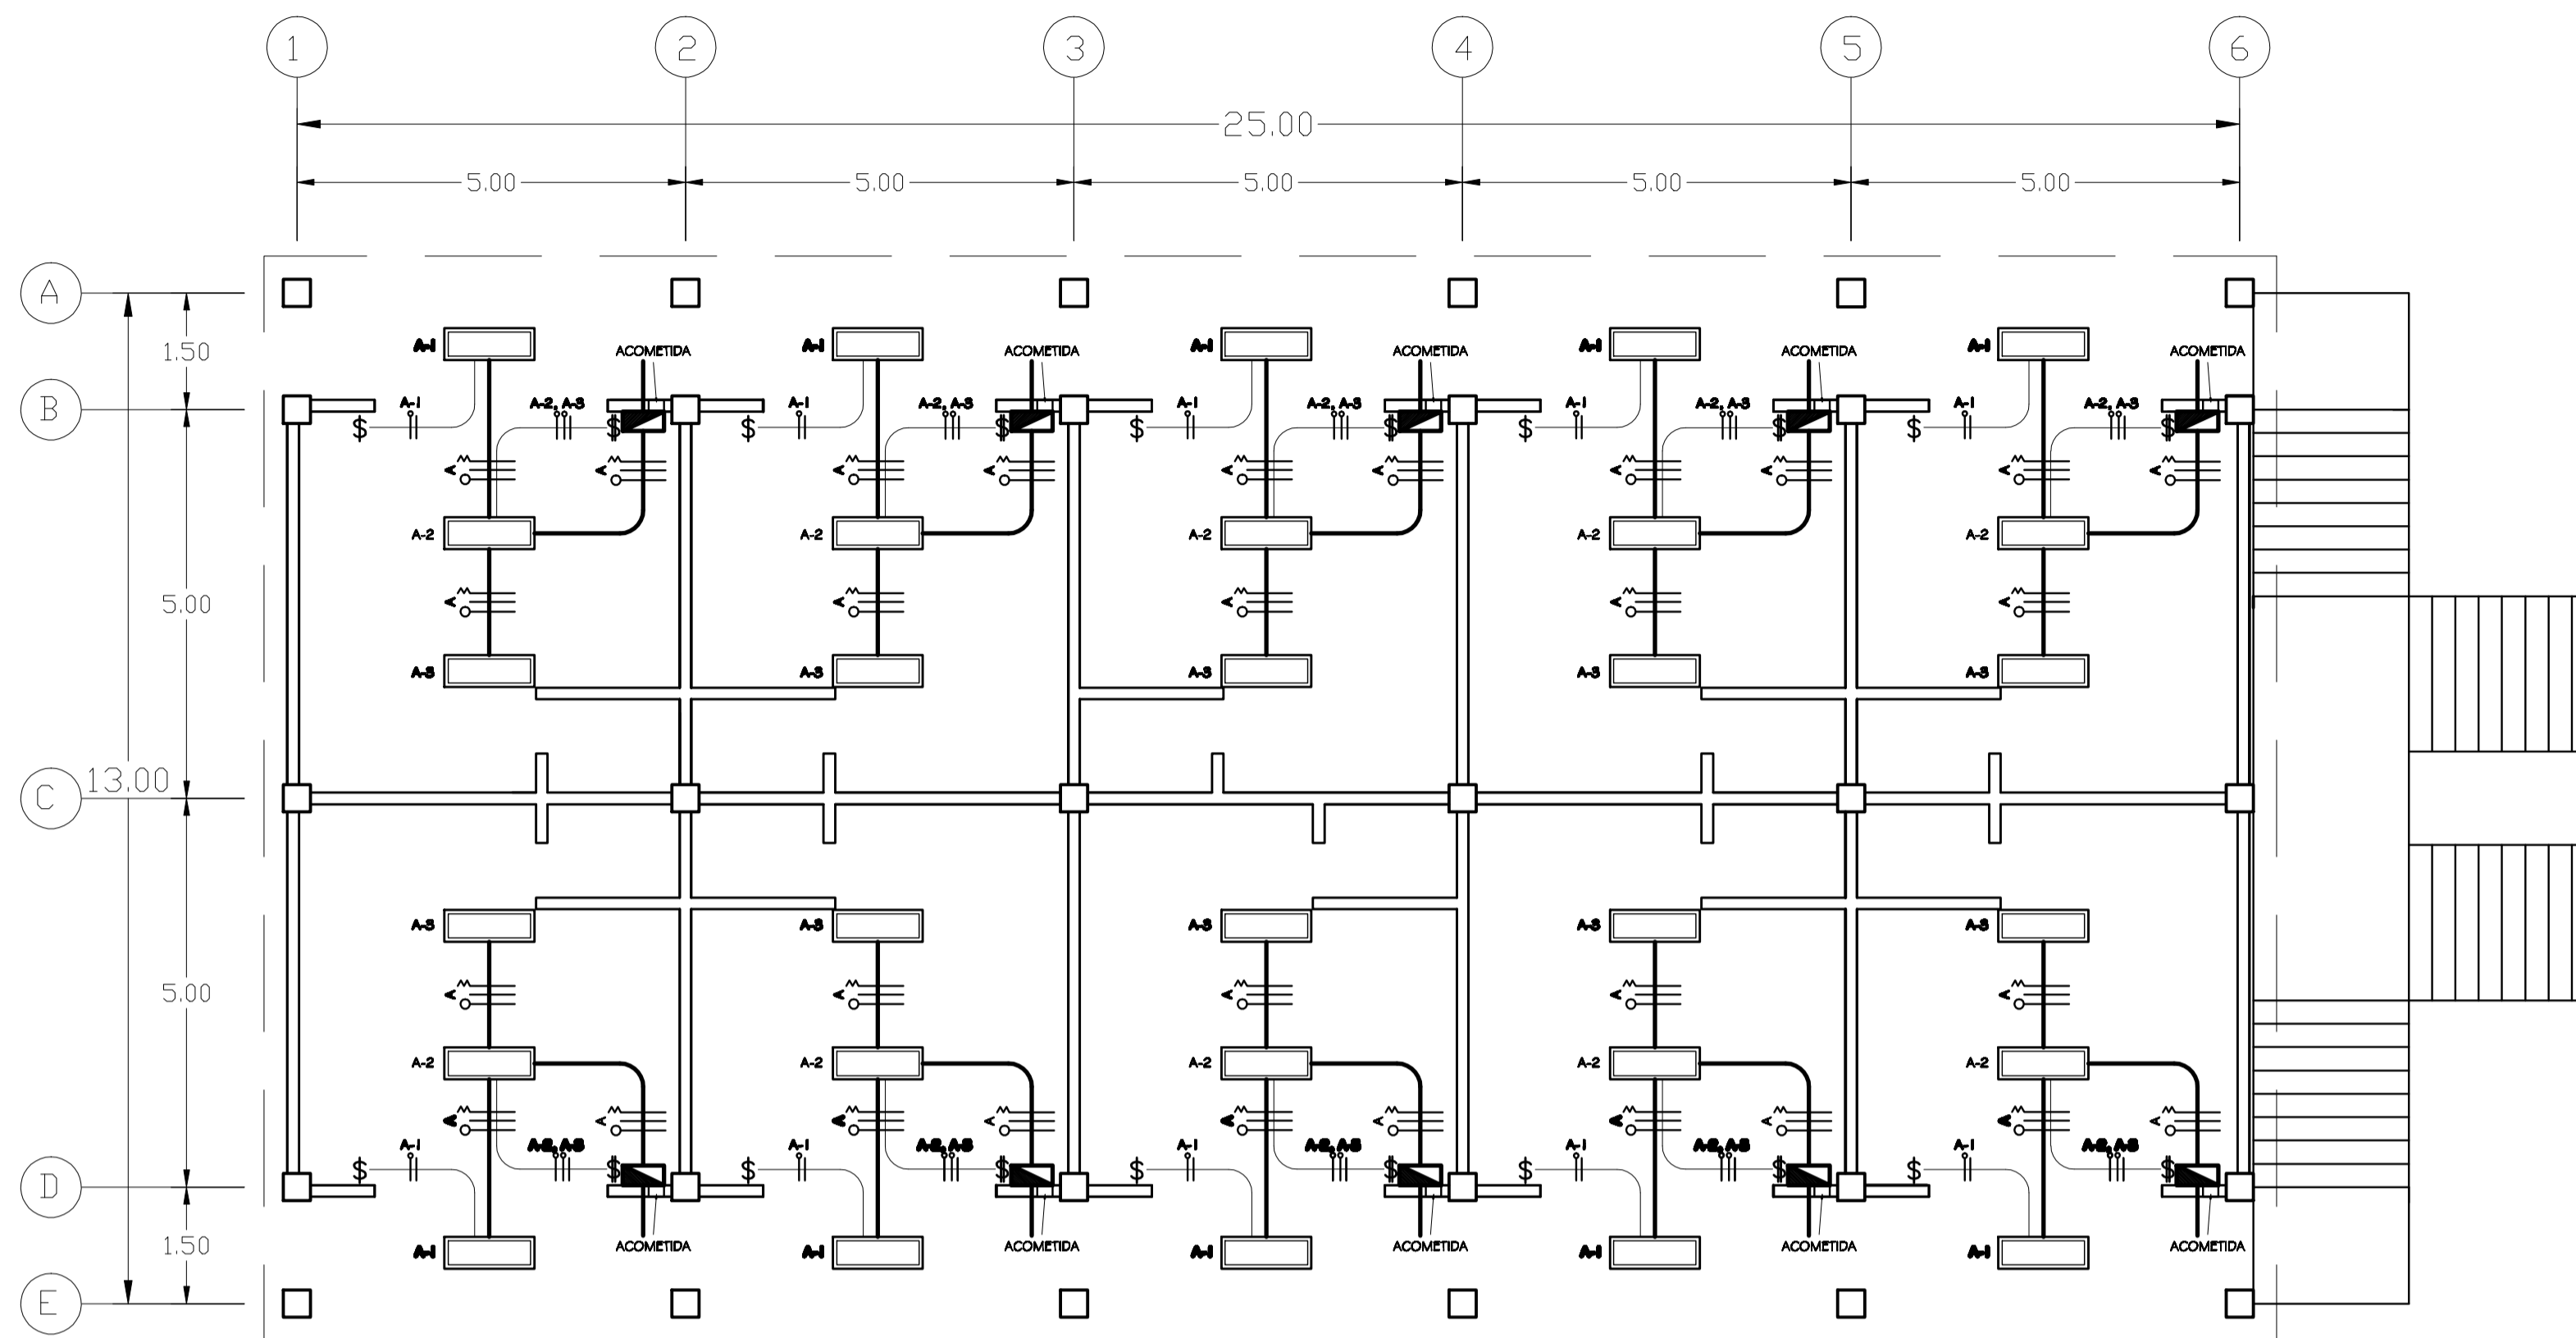 1 2 3 4 5 6
25.00
5.00 5.00 5.00 5.00 5.00
A
1.50
A-1 ACOMETIDA A-1 ACOMETIDA A-1 ACOMETIDA A-1 ACOMETIDA A-1 ACOMETIDA
B
A-1 A-2, A-3 A-1 A-2, A-3 A-1 A-2, A-3 A-1 A-2, A-3 A-1 A-2, A-3
$ $ $ $ $ $ $ $ $ $
A A A A A A A A A A
A-2 A-2 A-2 A-2 A-2
5.00
A A A A A
A-3 A-3 A-3 A-3 A-3
13.00
C
A-3 A-3 A-3 A-3 A-3
5.00
A A A A A
A-2 A-2 A-2 A-2 A-2
A A A A A A A A A A
A-1 A-2, A-3 A-1 A-2, A-3 A-1 A-2, A-3 A-1 A-2, A-3 A-1 A-2, A-3
$ $ $ $ $ $ $ $ $ $
D
1.50
A-1 ACOMETIDA A-1 ACOMETIDA A-1 ACOMETIDA A-1 ACOMETIDA A-1 ACOMETIDA
E